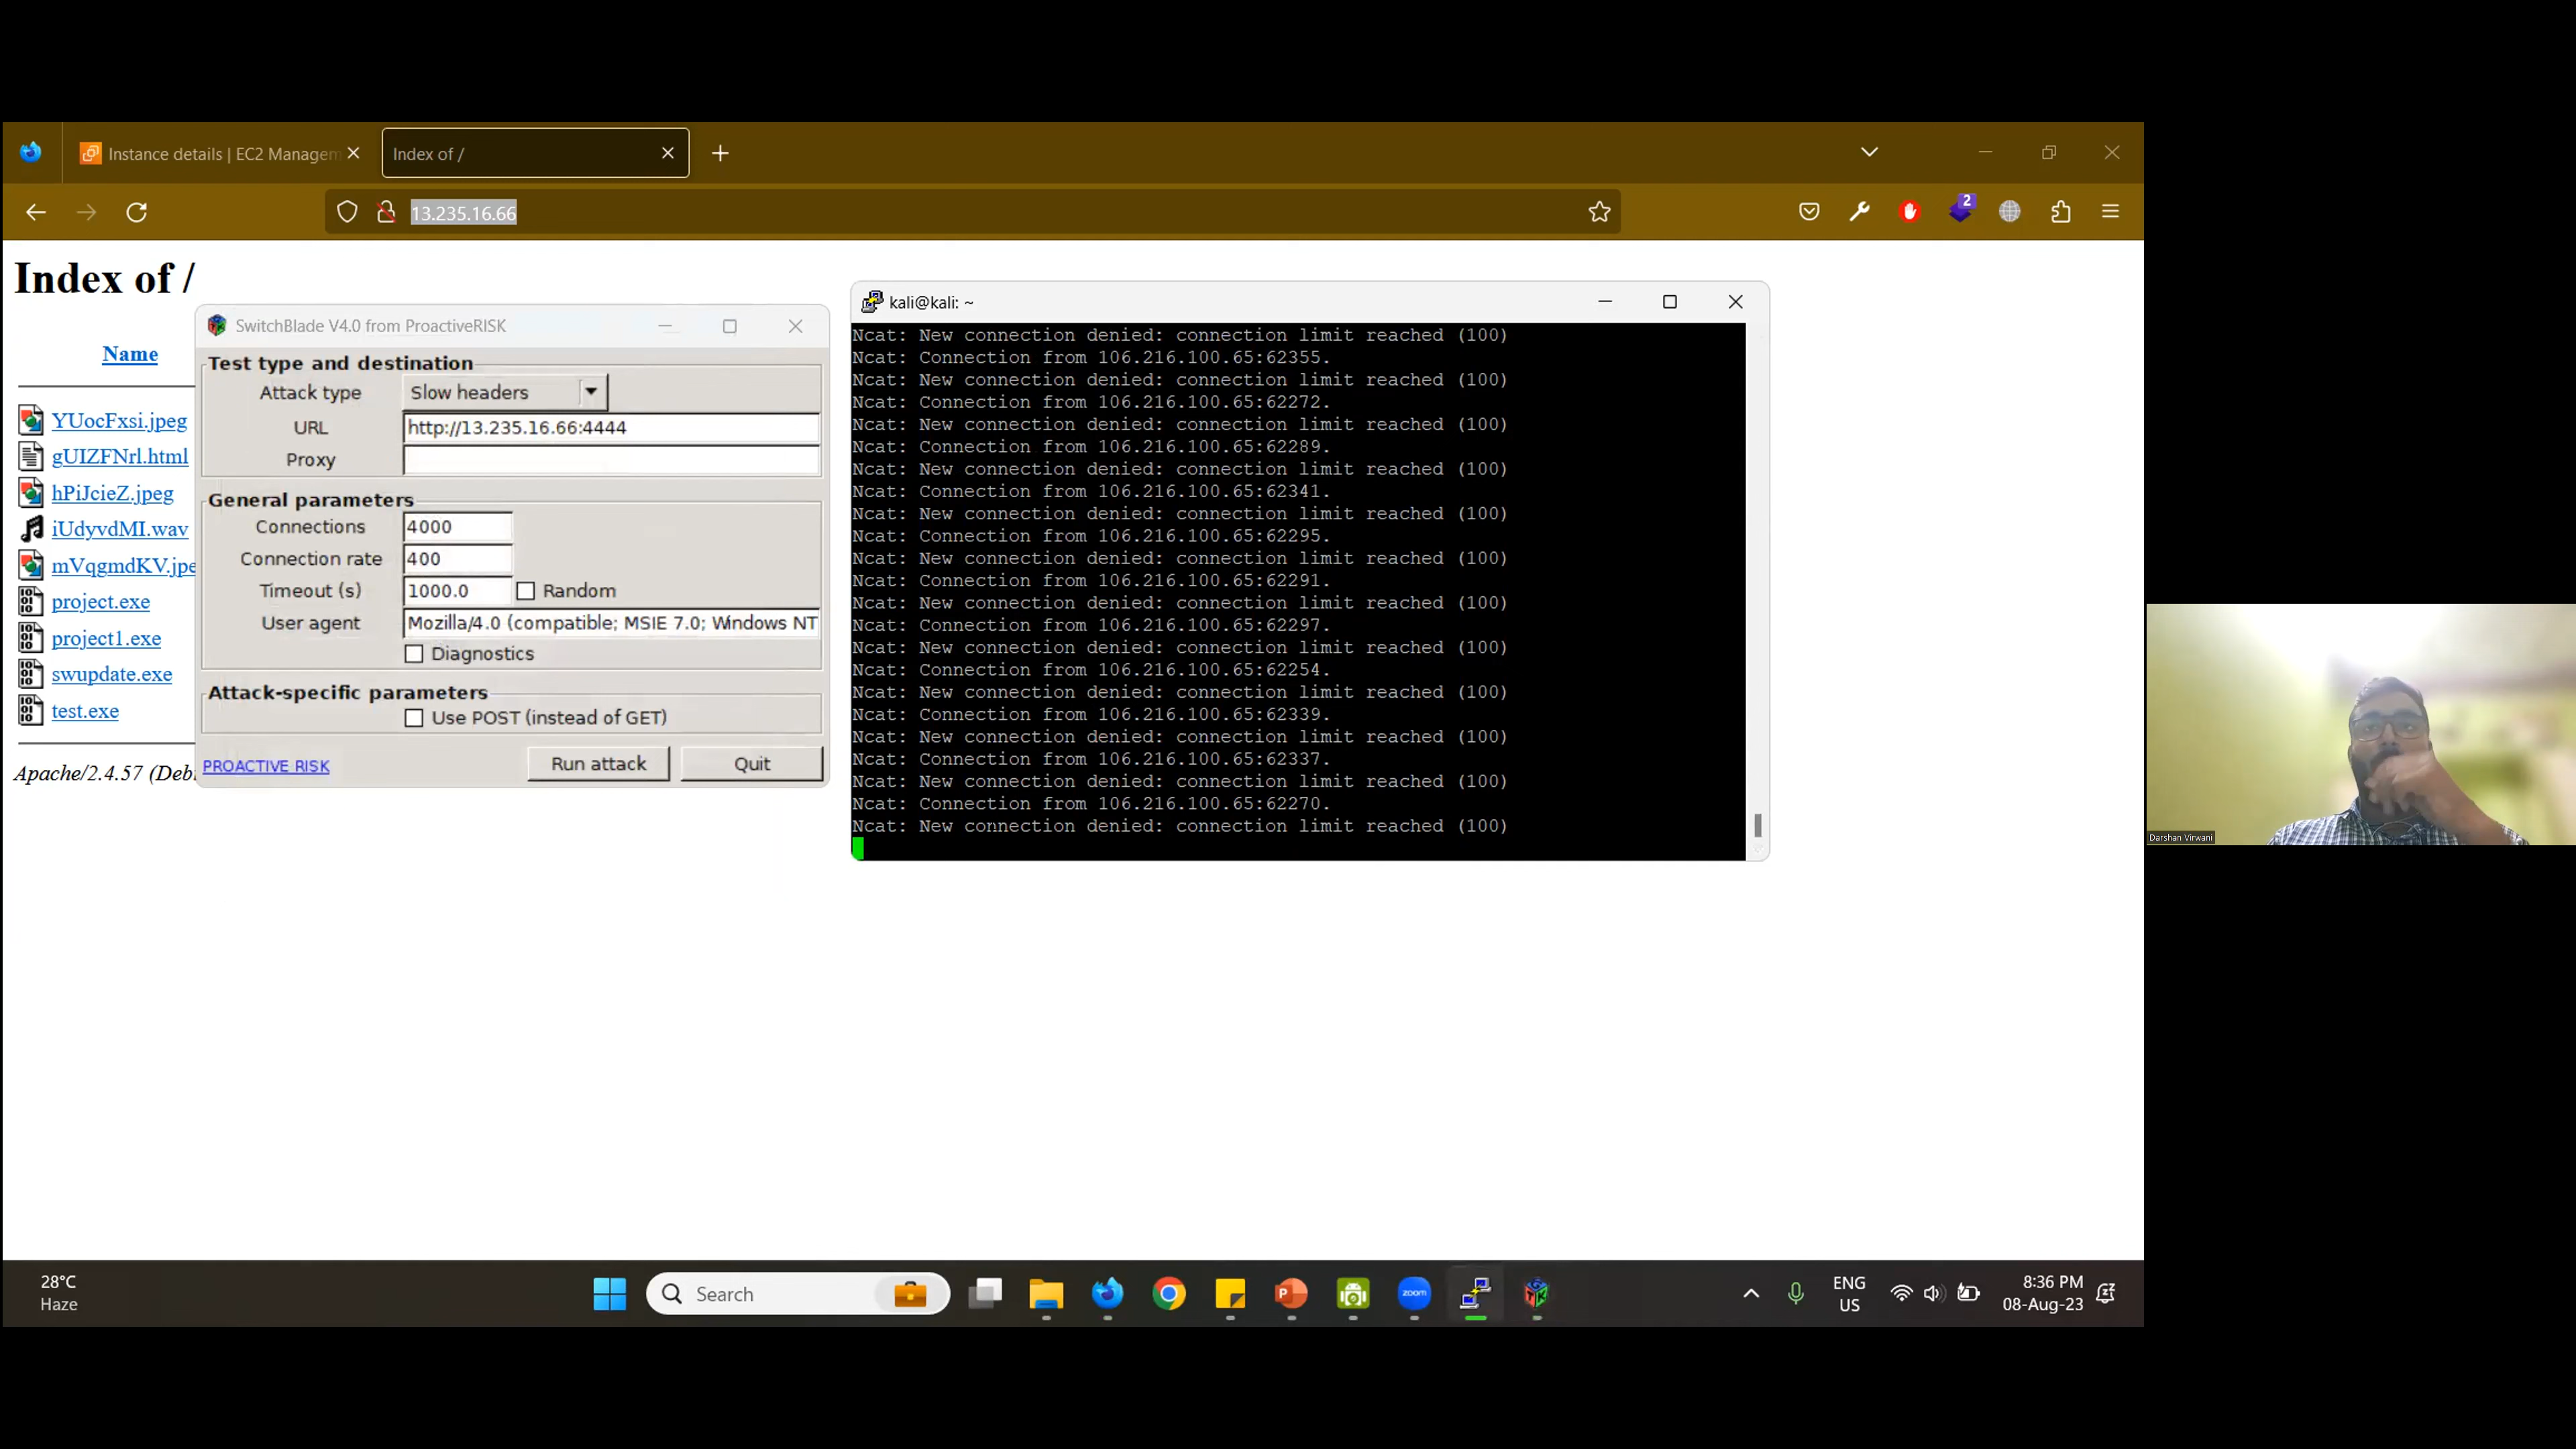 Instance details | EC2 Managem
Index of /
13.235.16.66
2
Index of /
Name
YUocFxsi.jpeg
gUIZFNrl.html
hPiJcieZ.jpeg
iUdyvdMI.wav
mVqgmdKV.jpe
project.exe
project1.exe
swupdate.exe
test.exe
Apache/2.4.57 (Deb
SwitchBlade V4.0 from ProactiveRISK
Test type and destination
Attack type Slow headers
URL http://13.235.16.66:4444
Proxy
General parameters
Connections 4000
Connection rate 400
Timeout (s) 1000.0 Random
User agent Mozilla/4.0 (compatible; MSIE 7.0; Windows NT
Diagnostics
Attack-specific parameters
Use POST (instead of GET)
PROACTIVE RISK Run attack Quit
kali@kali: ~
Ncat: New connection denied: connection limit reached (100)
Ncat: Connection from 106.216.100.65:62355.
Ncat: New connection denied: connection limit reached (100)
Ncat: Connection from 106.216.100.65:62272.
Ncat: New connection denied: connection limit reached (100)
Ncat: Connection from 106.216.100.65:62289.
Ncat: New connection denied: connection limit reached (100)
Ncat: Connection from 106.216.100.65:62341.
Ncat: New connection denied: connection limit reached (100)
Ncat: Connection from 106.216.100.65:62295.
Ncat: New connection denied: connection limit reached (100)
Ncat: Connection from 106.216.100.65:62291.
Ncat: New connection denied: connection limit reached (100)
Ncat: Connection from 106.216.100.65:62297.
Ncat: New connection denied: connection limit reached (100)
Ncat: Connection from 106.216.100.65:62254.
Ncat: New connection denied: connection limit reached (100)
Ncat: Connection from 106.216.100.65:62339.
Ncat: New connection denied: connection limit reached (100)
Ncat: Connection from 106.216.100.65:62337.
Ncat: New connection denied: connection limit reached (100)
Ncat: Connection from 106.216.100.65:62270.
Ncat: New connection denied: connection limit reached (100)
Darshan Virwani
28°C
Haze
Search
zoom
ENG
US
8:36 PM
08-Aug-23